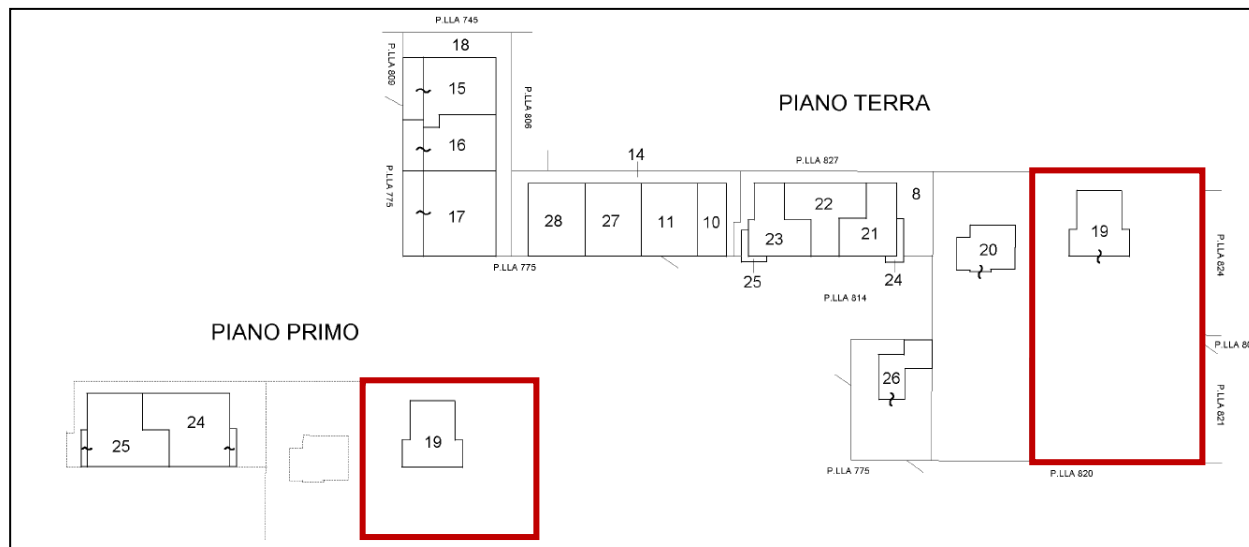 P.LLA 745
18
P.LLA 809
15
P.LLA 806
PIANO TERRA
16
14
P.LLA 827
P.LLA 775
17
28
27
11
10
23
22
21
8
20
19
P.LLA 824
P.LLA 775
25
24
P.LLA 814
PIANO PRIMO
P.LLA 80
26
P.LLA 821
25
24
19
P.LLA 775
P.LLA 820